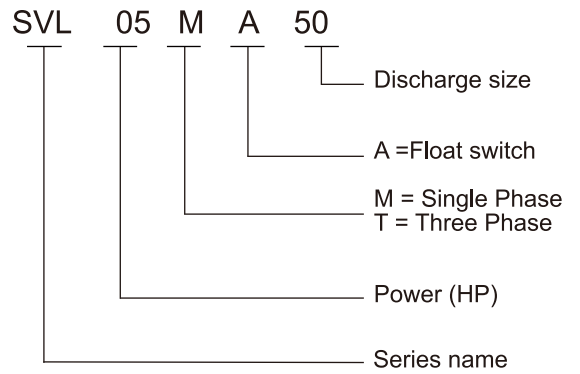 SVL 05 M A 50
Discharge size
A =Float switch
M = Single Phase
T = Three Phase
Power (HP)
Series name